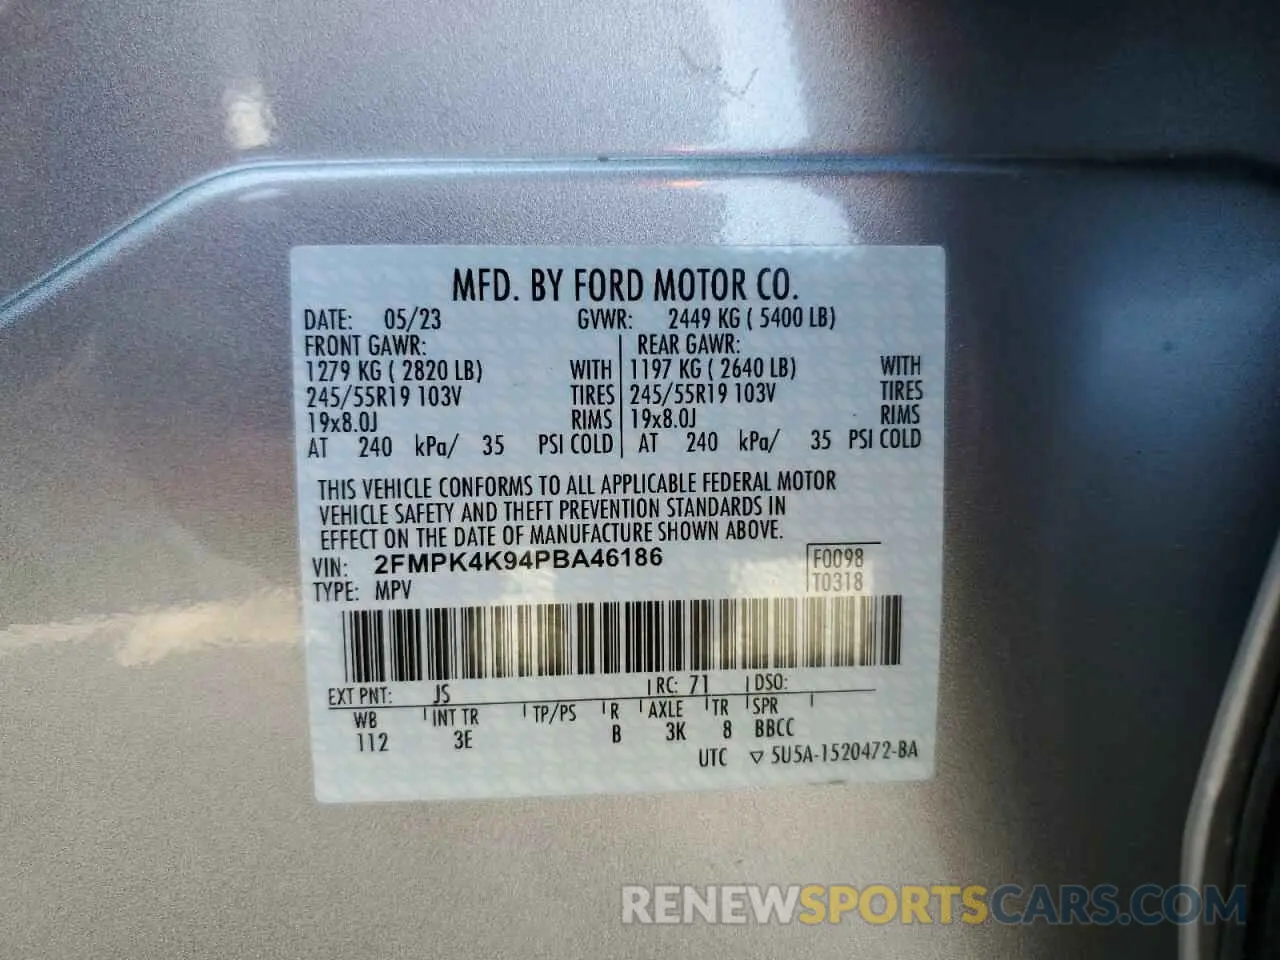 MFD. BY FORD MOTOR CO.
DATE: 05/23 GVWR: 2449 KG ( 5400 LB)
FRONT GAWR: REAR GAWR:
1279 KG ( 2820 LB) WITH 1197 KG ( 2640 LB) WITH
245/55R19 103V TIRES 245/55R19 103V TIRES
19x8.0J RIMS 19x8.0J RIMS
AT 240 kPa/ 35 PSI COLD AT 240 kPa/ 35 PSI COLD
THIS VEHICLE CONFORMS TO ALL APPLICABLE FEDERAL MOTOR
VEHICLE SAFETY AND THEFT PREVENTION STANDARDS IN
EFFECT ON THE DATE OF MANUFACTURE SHOWN ABOVE.
VIN: 2FMPK4K94PBA46186 F0098
TYPE: MPV T0318
EXT PNT: JS RC: 71 DSO:
WB INT TR TP/PS R AXLE TR SPR
112 3E B 3K 8 BBCC
UTC ▽ 5U5A-1520472-BA
RENEWSPORTSCARS.COM